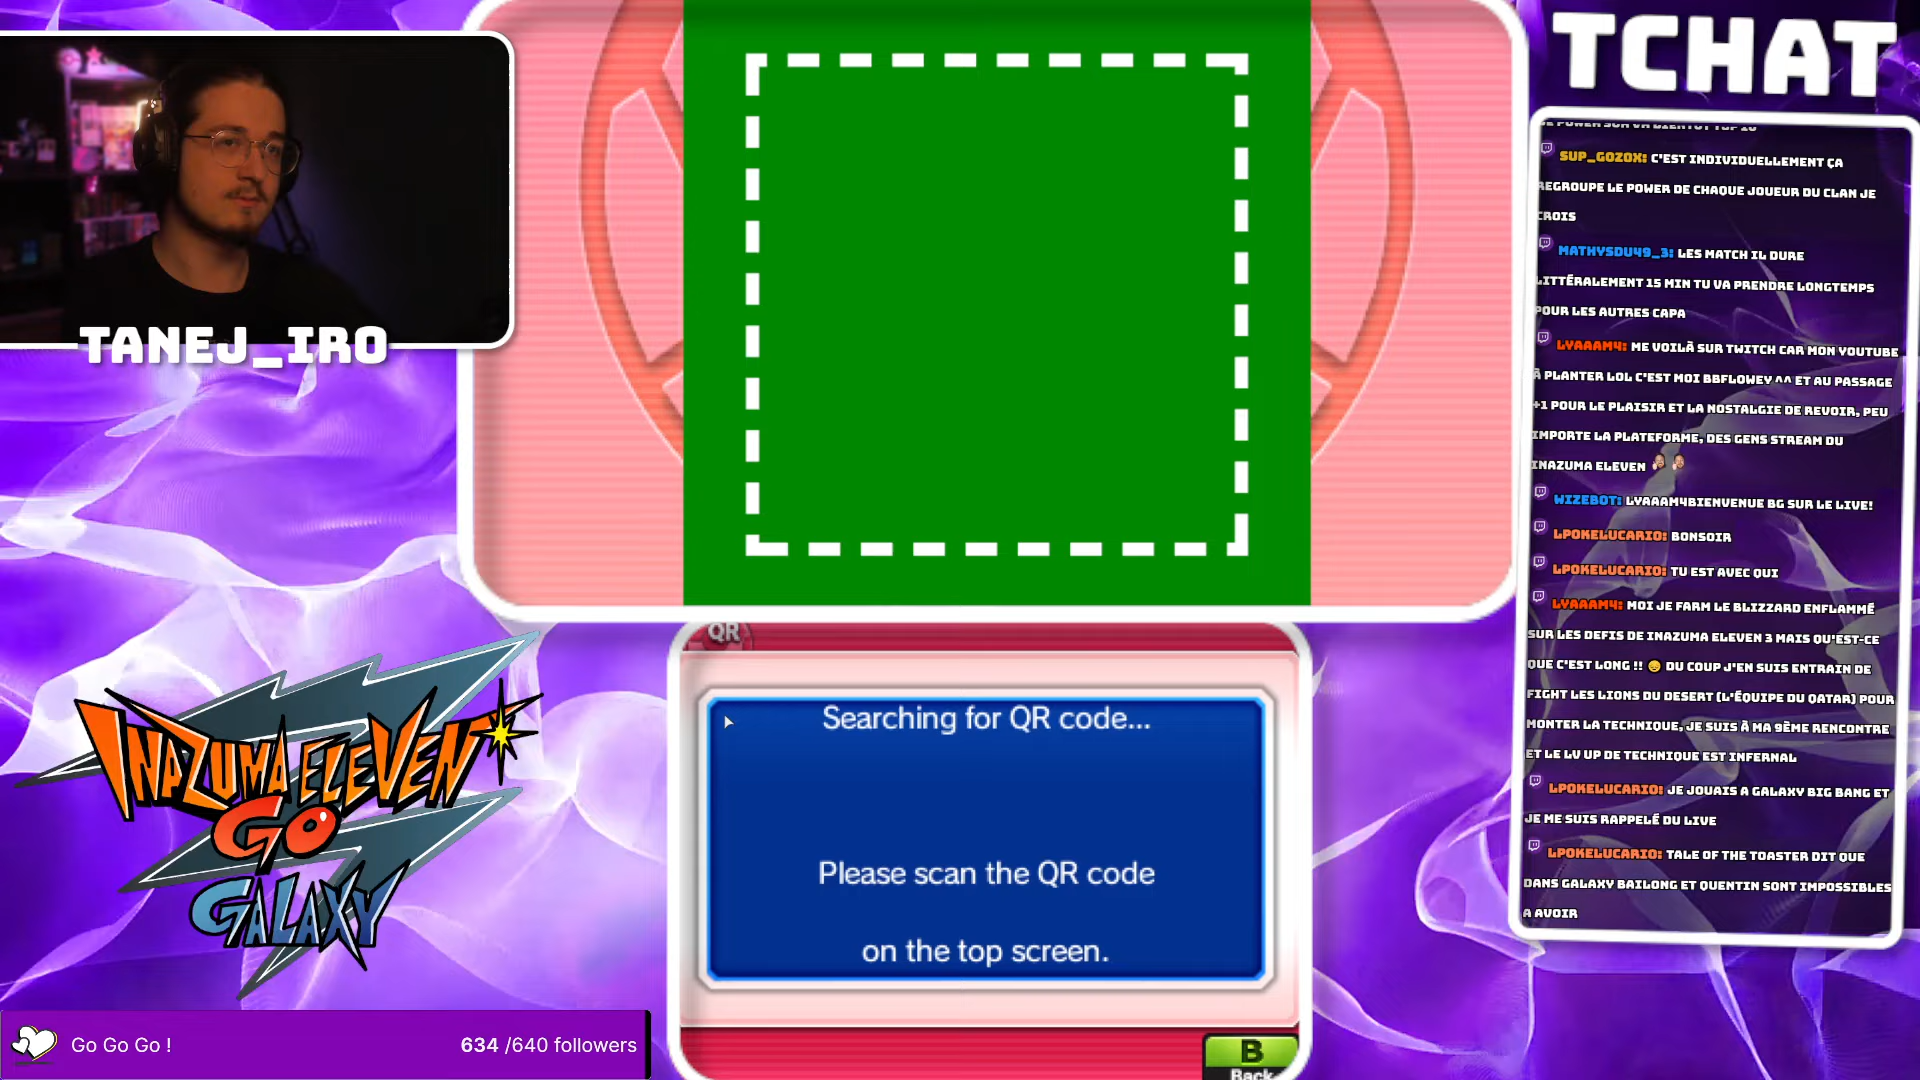 TANEJ_IRO
QR
Searching for QR code...
Please scan the QR code
on the top screen.
B
Back
INAZUMA ELEVEN
GO
GALAXY
Go Go Go !
634 /640 followers
TCHAT
SUP_GOZOX: C'EST INDIVIDUELLEMENT ÇA
REGROUPE LE POWER DE CHAQUE JOUEUR DU CLAN JE
CROIS
MATHYSDU49_3: LES MATCH IL DURE
LITTÉRALEMENT 15 MIN TU VA PRENDRE LONGTEMPS
POUR LES AUTRES CAPA
LYAAAM4: ME VOILÀ SUR TWITCH CAR MON YOUTUBE
À PLANTER LOL C'EST MOI BBFLOWEY ^^ ET AU PASSAGE
+1 POUR LE PLAISIR ET LA NOSTALGIE DE REVOIR, PEU
IMPORTE LA PLATEFORME, DES GENS STREAM DU
INAZUMA ELEVEN
WIZEBOT: LYAAAM4BIENVENUE BG SUR LE LIVE!
LPOKELUCARIO: BONSOIR
LPOKELUCARIO: TU EST AVEC QUI
LYAAAM4: MOI JE FARM LE BLIZZARD ENFLAMMÉ
SUR LES DEFIS DE INAZUMA ELEVEN 3 MAIS QU'EST-CE
QUE C'EST LONG !! 😔 DU COUP J'EN SUIS ENTRAIN DE
FIGHT LES LIONS DU DESERT (L'ÉQUIPE DU QATAR) POUR
MONTER LA TECHNIQUE, JE SUIS À MA 9ÈME RENCONTRE
ET LE LV UP DE TECHNIQUE EST INFERNAL
LPOKELUCARIO: JE JOUAIS A GALAXY BIG BANG ET
JE ME SUIS RAPPELÉ DU LIVE
LPOKELUCARIO: TALE OF THE TOASTER DIT QUE
DANS GALAXY BAILONG ET QUENTIN SONT IMPOSSIBLES
A AVOIR